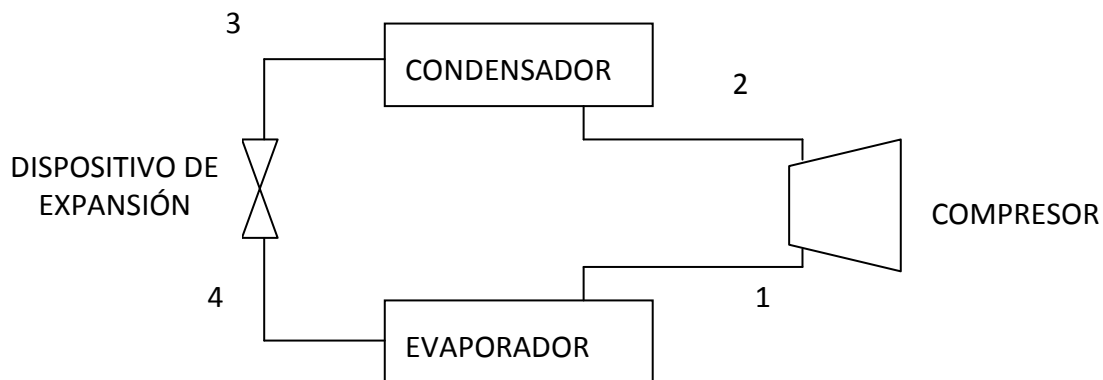 3
CONDENSADOR
2
DISPOSITIVO DE
EXPANSIÓN
COMPRESOR
4
1
EVAPORADOR